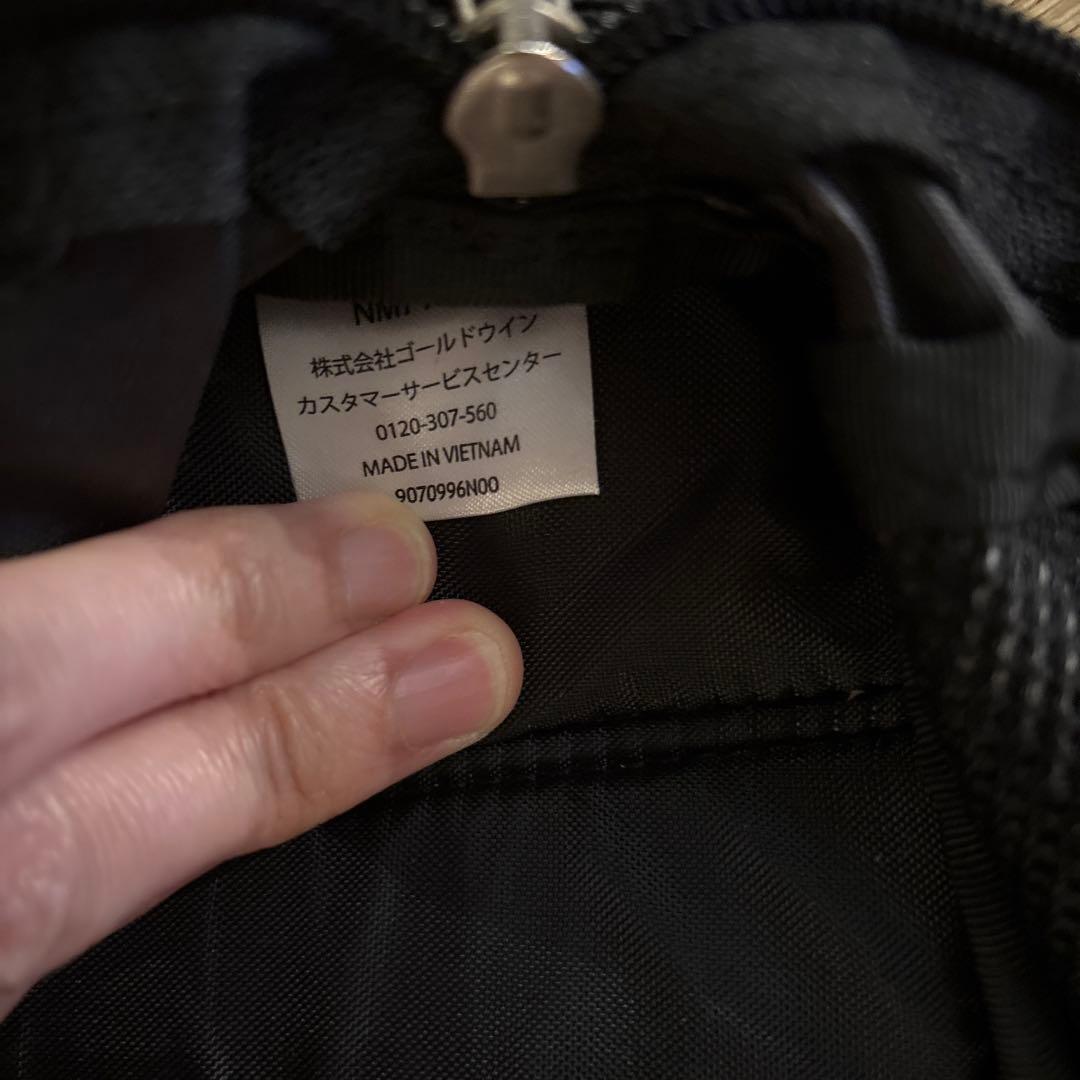 株式会社ゴールドウイン
カスタマーサービスセンター
0120-307-560
MADE IN VIETNAM
9070996N00